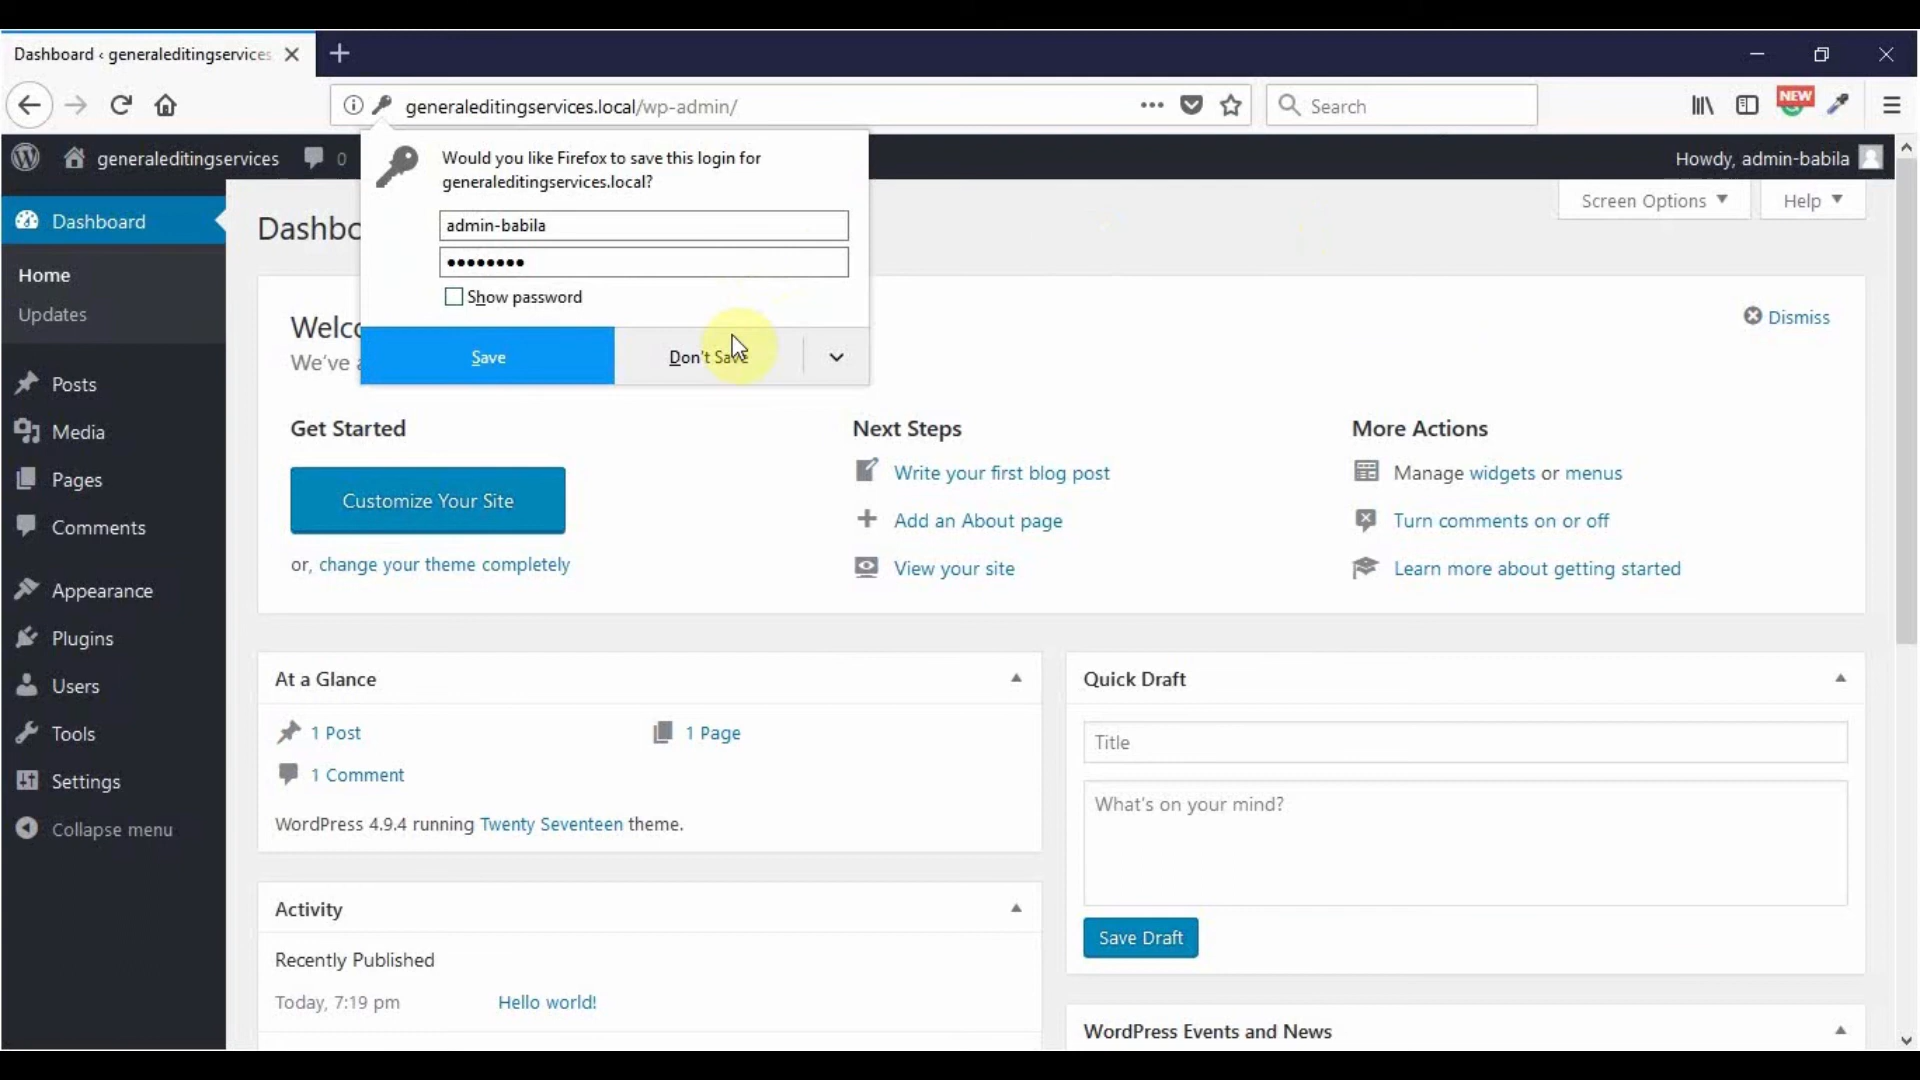 Dashboard ‹ generaleditingservices
generaleditingservices.local/wp-admin/
Search
NEW
generaleditingservices
0
Howdy, admin-babila
Would you like Firefox to save this login for
generaleditingservices.local?
admin-babila
●●●●●●●●
Show password
Save
Don't Save
Screen Options
Help
Dashboard
Home
Updates
Posts
Media
Pages
Comments
Appearance
Plugins
Users
Tools
Settings
Collapse menu
Dashbo
Welco
We've a
Dismiss
Get Started
Customize Your Site
or, change your theme completely
Next Steps
Write your first blog post
Add an About page
View your site
More Actions
Manage widgets or menus
Turn comments on or off
Learn more about getting started
At a Glance
1 Post
1 Page
1 Comment
WordPress 4.9.4 running Twenty Seventeen theme.
Activity
Recently Published
Today, 7:19 pm
Hello world!
Quick Draft
Title
What's on your mind?
Save Draft
WordPress Events and News